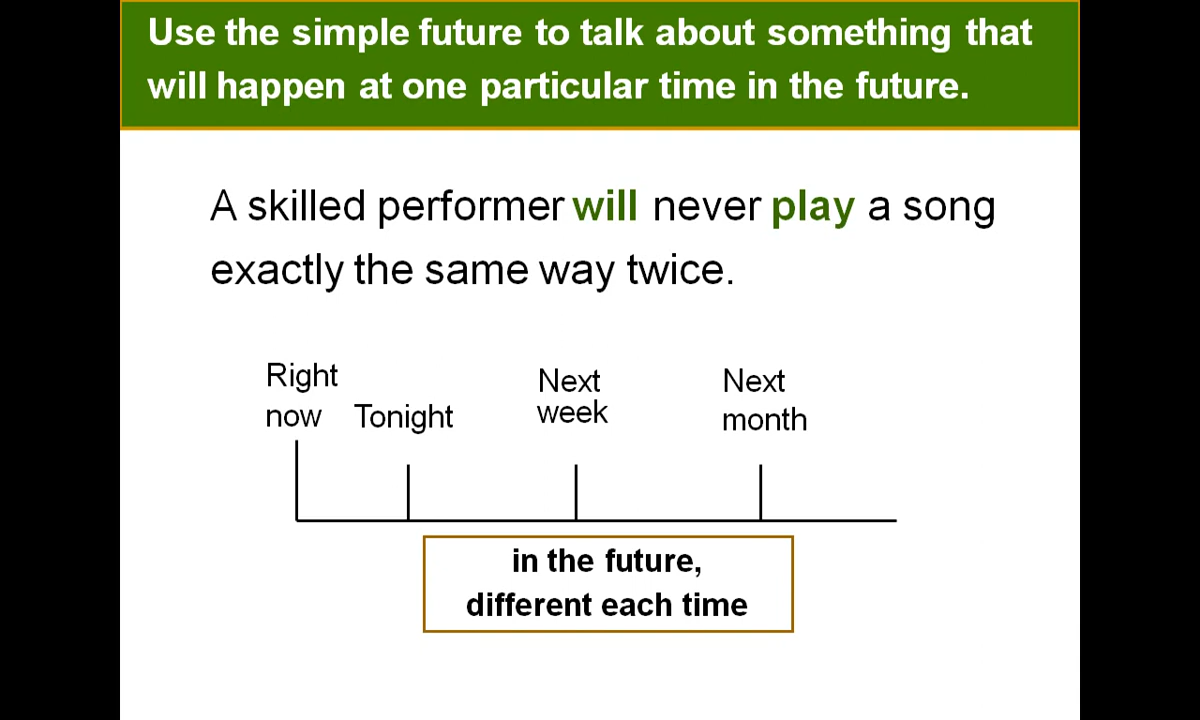 Use the simple future to talk about something that
will happen at one particular time in the future.
A skilled performer will never play a song
exactly the same way twice.
Right
now
Tonight
Next
week
Next
month
in the future,
different each time